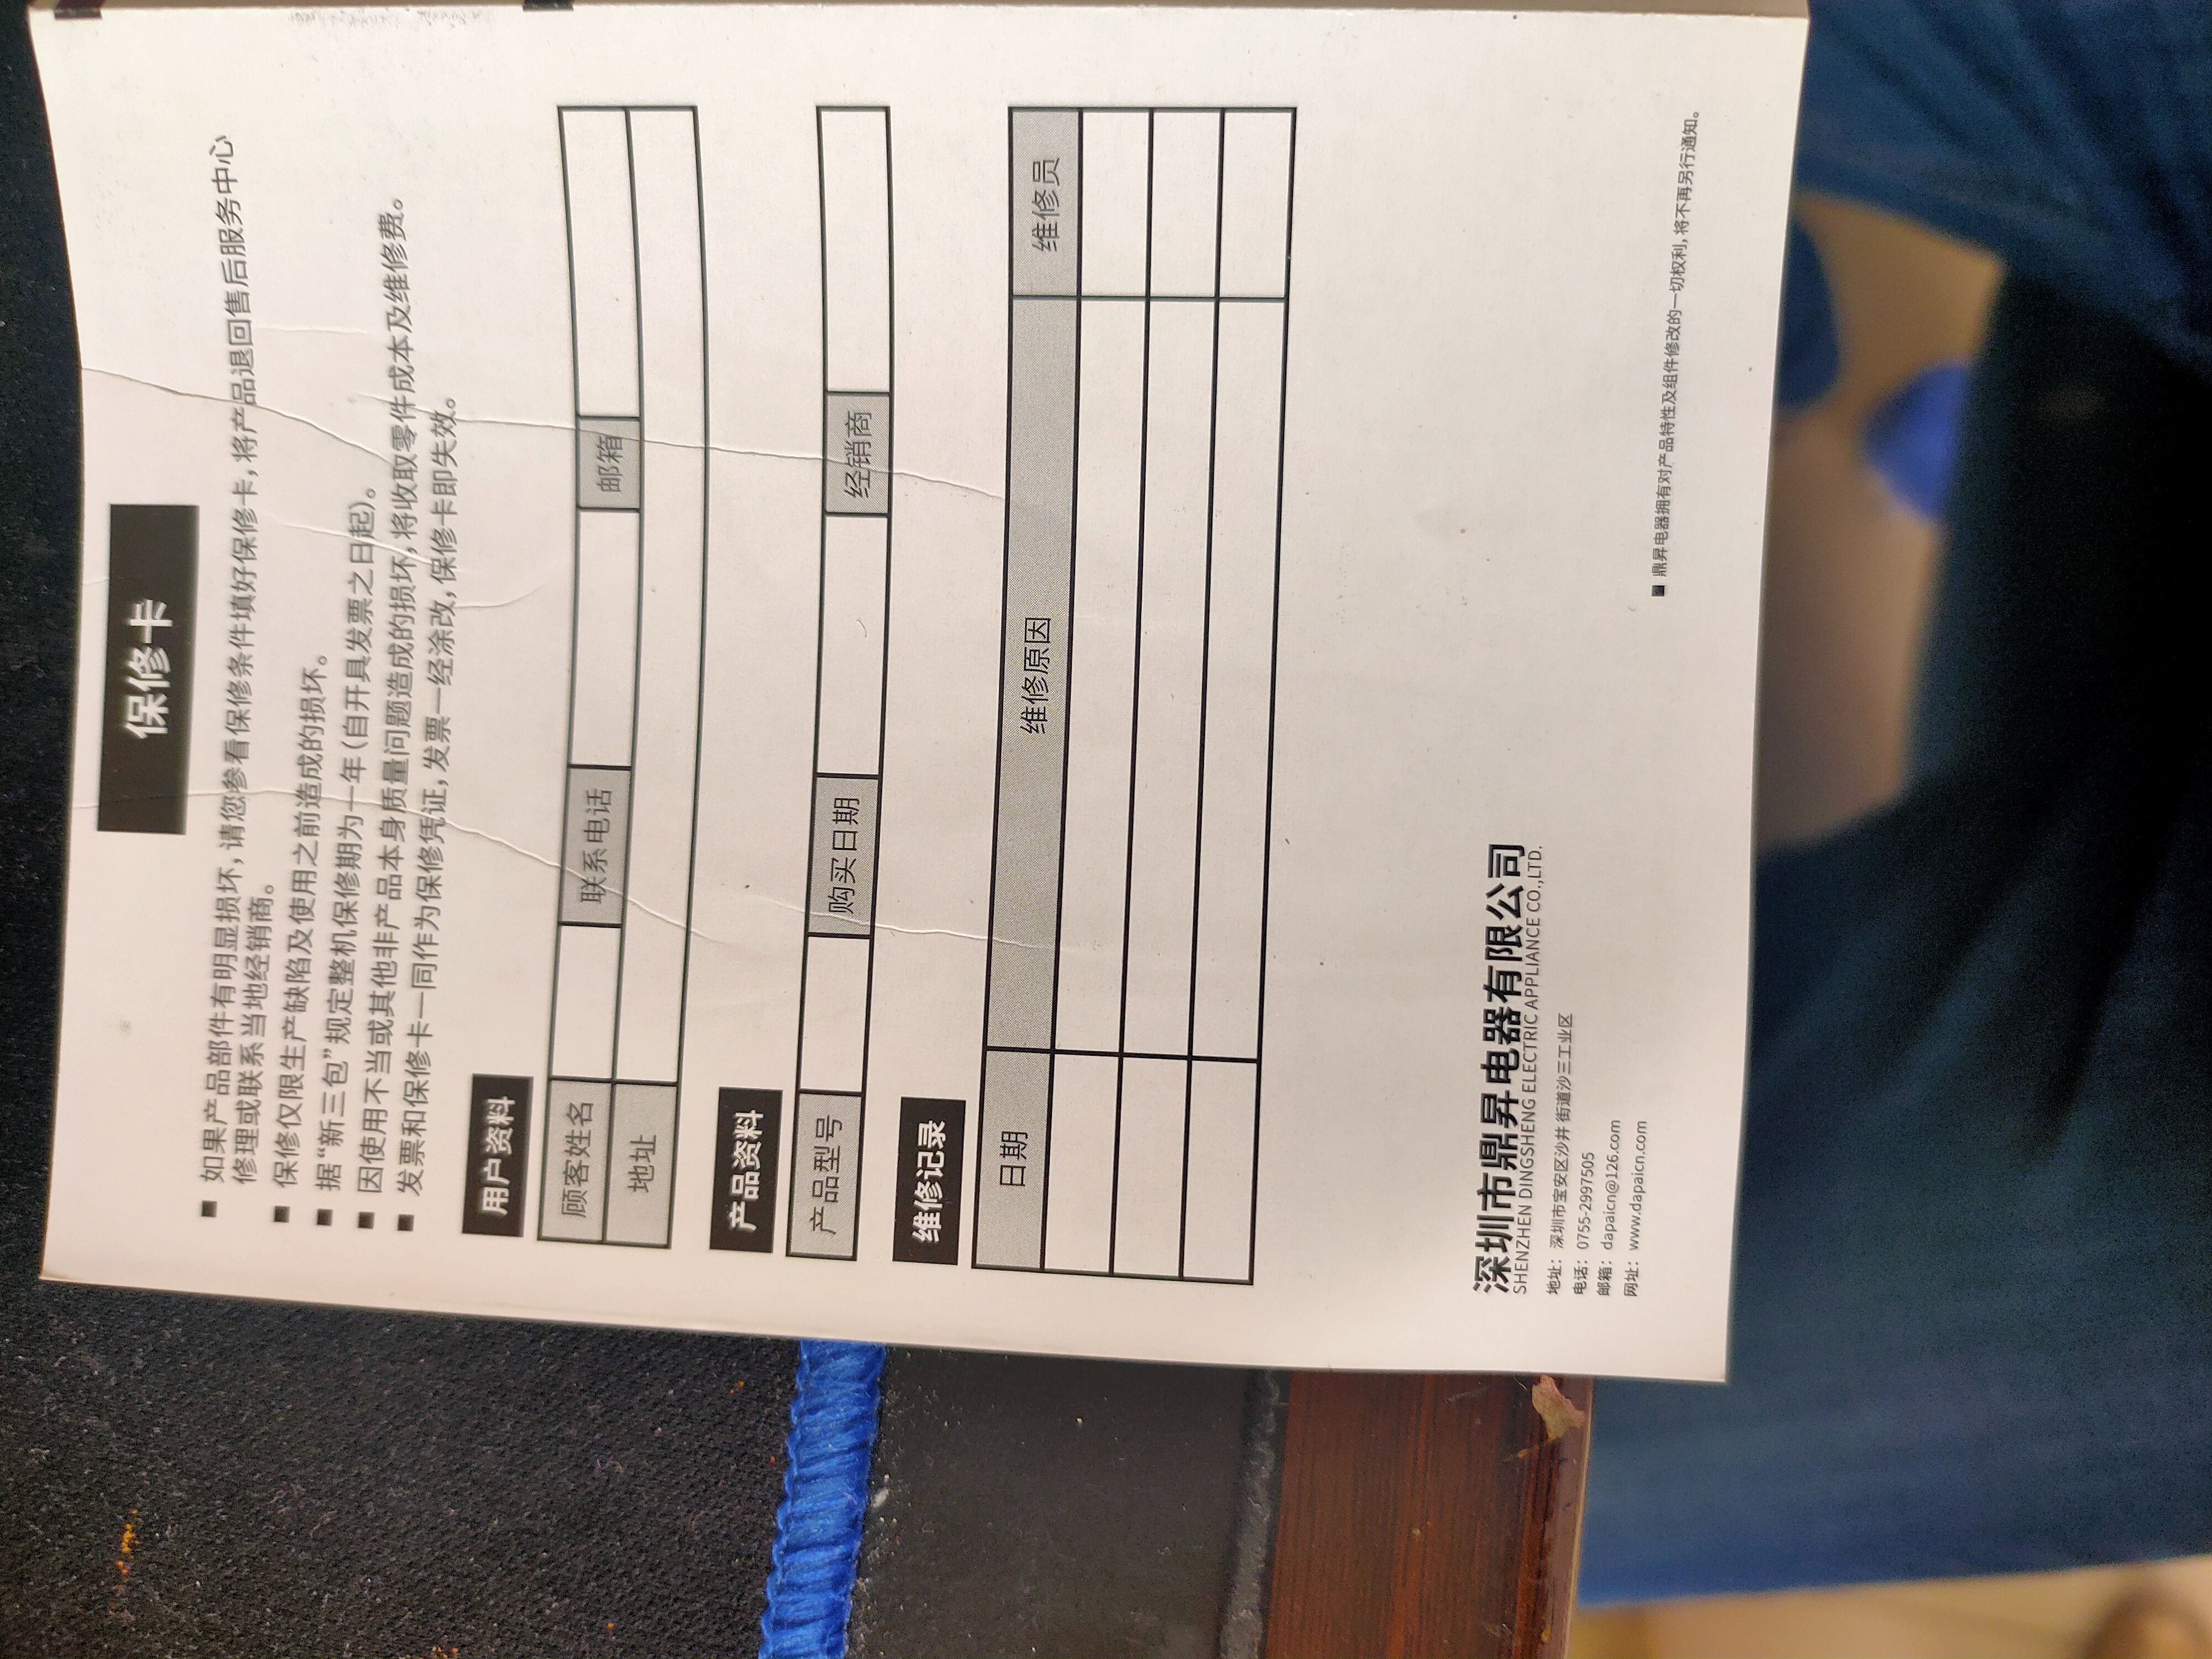 保修卡
■ 如果产品部件有明显损坏，请您参看保修条件填好保修卡，将产品退回售后服务中心
修理或联系当地经销商。
■ 保修仅限生产缺陷及使用之前造成的损坏。
■ 据“新三包”规定整机保修期为一年（自开具发票之日起）。
■ 因使用不当或其他非产品本身质量问题造成的损坏，将收取零件成本及维修费。
■ 发票和保修卡一同作为保修凭证，发票一经涂改，保修卡即失效。
用户资料
顾客姓名 联系电话 邮箱
地址
产品资料
产品型号 购买日期 经销商
维修记录
日期 维修原因 维修员
深圳市鼎昇电器有限公司
SHENZHEN DINGSHENG ELECTRIC APPLIANCE CO.,LTD.
地址：深圳市宝安区沙井 街道沙三工业区
电话：0755-2997505
邮箱：dapaicn@126.com
网址：www.dapaicn.com
■ 鼎昇电器拥有对产品特性及组件修改的一切权利，将不再另行通知。